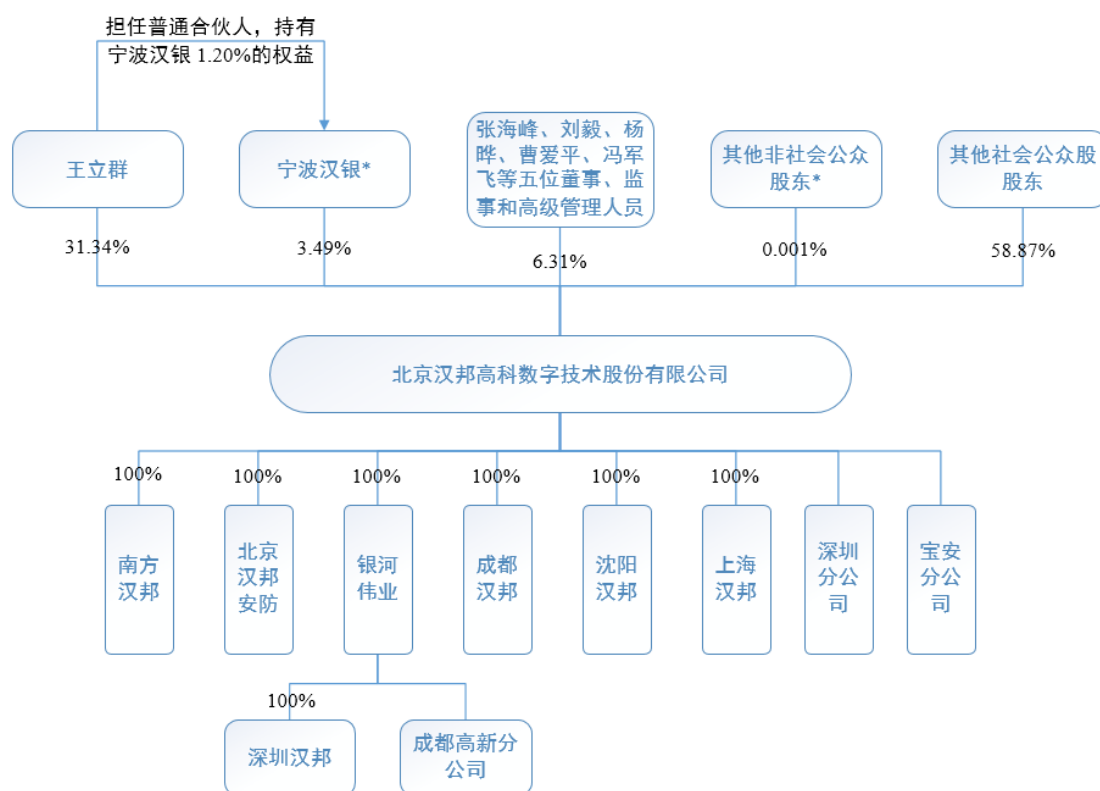 担任普通合伙人，持有
宁波汉银 1.20%的权益
王立群
宁波汉银*
张海峰、刘毅、杨
晔、曹爱平、冯军
飞等五位董事、监
事和高级管理人员
其他非社会公众
股东*
其他社会公众股
股东
31.34%
3.49%
6.31%
0.001%
58.87%
北京汉邦高科数字技术股份有限公司
100%
100%
100%
100%
100%
100%
南方
汉邦
北京
汉邦
安防
银河
伟业
成都
汉邦
沈阳
汉邦
上海
汉邦
深圳
分公
司
宝安
分公
司
100%
深圳汉邦
成都高新分
公司